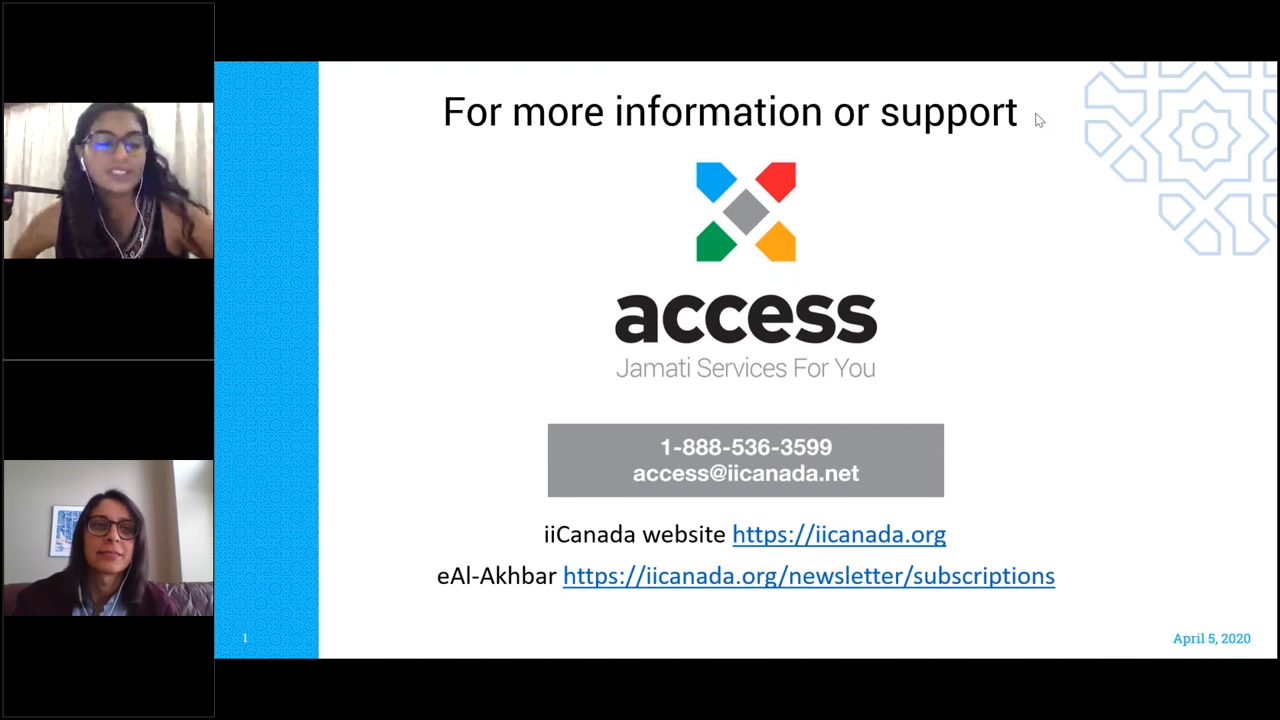 For more information or support
access
Jamati Services For You
1-888-536-3599
access@iicanada.net
iiCanada website https://iicanada.org
eAl-Akhbar https://iicanada.org/newsletter/subscriptions
1
April 5, 2020